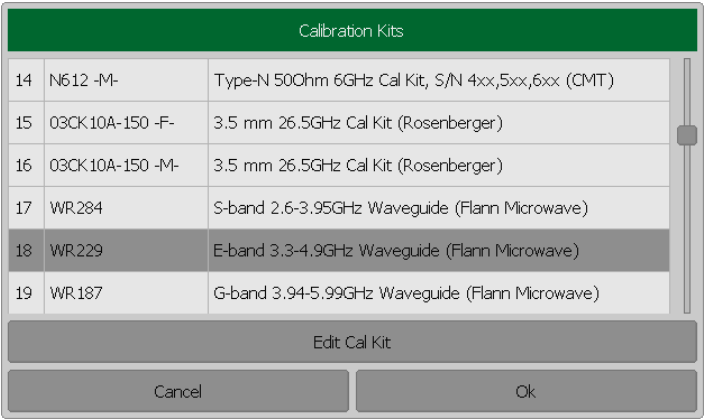 Calibration Kits
14 N612 -M- Type-N 50Ohm 6GHz Cal Kit, S/N 4xx,5xx,6xx (CMT)
15 03CK10A-150 -F- 3.5 mm 26.5GHz Cal Kit (Rosenberger)
16 03CK10A-150 -M- 3.5 mm 26.5GHz Cal Kit (Rosenberger)
17 WR284 S-band 2.6-3.95GHz Waveguide (Flann Microwave)
18 WR229 E-band 3.3-4.9GHz Waveguide (Flann Microwave)
19 WR187 G-band 3.94-5.99GHz Waveguide (Flann Microwave)
Edit Cal Kit
Cancel Ok